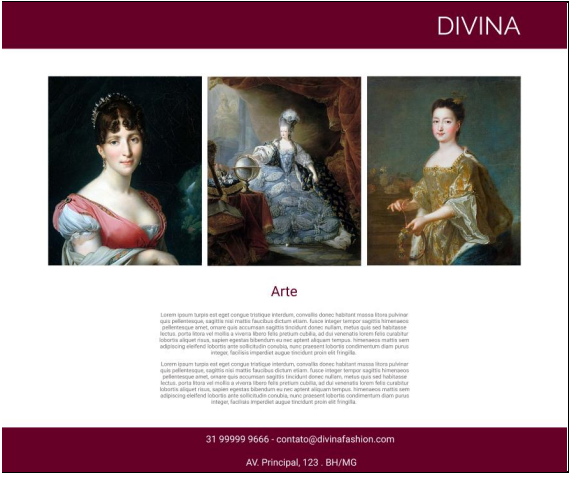 DIVINA
Arte
Lorem ipsum turpis est eget congue tristique interdum, convallis donec habitant massa litora pulvinar
quis pellentesque, sagittis nisi mattis faucibus dictum etiam. fusce integer tempor sagittis himenaeos
pellentesque amet, ornare quis accumsan sagittis tincidunt donec nullam, metus quis sed habitasse
lectus. porta litora vel mollis a viverra libero felis pretium cubilia, ad dui venenatis lorem felis curabitur
lobortis aliquet risus, sapien egestas bibendum eu nec aptent aliquam tempus. himenaeos mattis sem
adipiscing eleifend lobortis ante sollicitudin conubia, nunc praesent lobortis condimentum diam purus
integer, facilisis imperdiet augue tincidunt proin elit fringilla.
Lorem ipsum turpis est eget congue tristique interdum, convallis donec habitant massa litora pulvinar
quis pellentesque, sagittis nisi mattis faucibus dictum etiam. fusce integer tempor sagittis himenaeos
pellentesque amet, ornare quis accumsan sagittis tincidunt donec nullam, metus quis sed habitasse
lectus. porta litora vel mollis a viverra libero felis pretium cubilia, ad dui venenatis lorem felis curabitur
lobortis aliquet risus, sapien egestas bibendum eu nec aptent aliquam tempus. himenaeos mattis sem
adipiscing eleifend lobortis ante sollicitudin conubia, nunc praesent lobortis condimentum diam purus
integer, facilisis imperdiet augue tincidunt proin elit fringilla.
31 99999 9666 - contato@divinafashion.com
AV. Principal, 123 . BH/MG